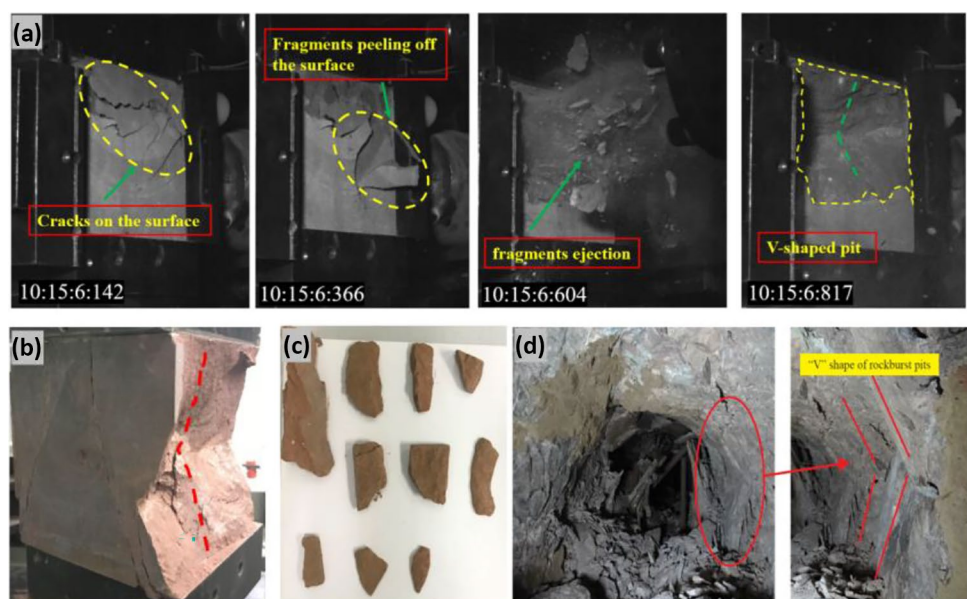 (a)
Cracks on the surface
10:15:6:142
Fragments peeling off
the surface
10:15:6:366
fragments ejection
10:15:6:604
V-shaped pit
10:15:6:817
(b)
(c)
(d)
"V" shape of rockburst pits